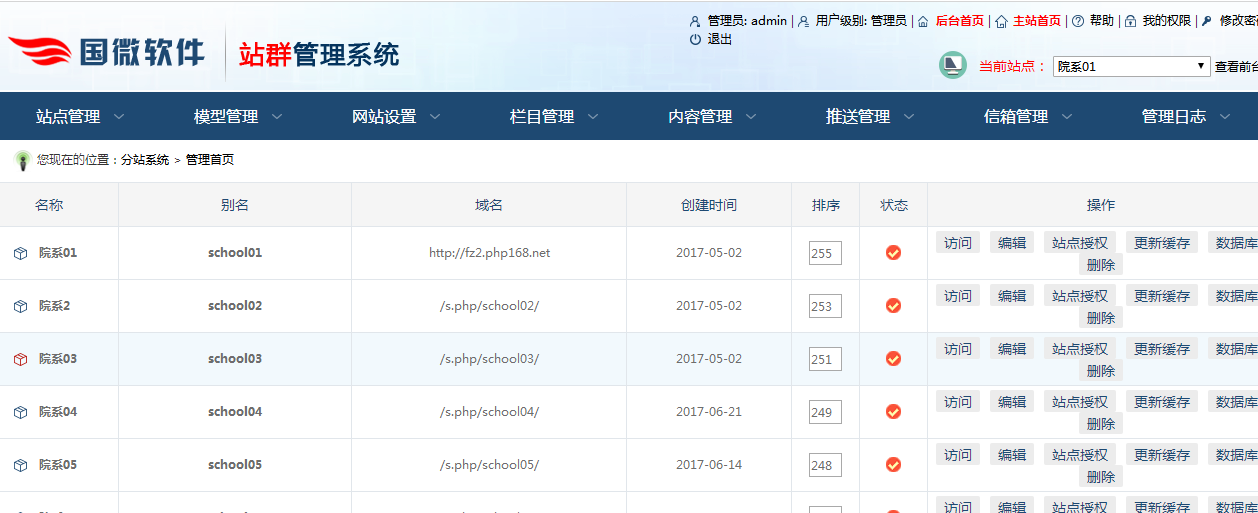 管理员: admin | 用户级别: 管理员 | 后台首页 | 主站首页 | 帮助 | 我的权限 | 修改密
退出
国微软件 站群管理系统
当前站点： 院系01 查看前台
站点管理 模型管理 网站设置 栏目管理 内容管理 推送管理 信箱管理 管理日志
您现在的位置：分站系统 > 管理首页
名称 别名 域名 创建时间 排序 状态 操作
院系01 school01 http://fz2.php168.net 2017-05-02 255 访问 编辑 站点授权 更新缓存 数据库
删除
院系2 school02 /s.php/school02/ 2017-05-02 253 访问 编辑 站点授权 更新缓存 数据库
删除
院系03 school03 /s.php/school03/ 2017-05-02 251 访问 编辑 站点授权 更新缓存 数据库
删除
院系04 school04 /s.php/school04/ 2017-06-21 249 访问 编辑 站点授权 更新缓存 数据库
删除
院系05 school05 /s.php/school05/ 2017-06-14 248 访问 编辑 站点授权 更新缓存 数据库
删除
访问 编辑 站点授权 更新缓存 数据库